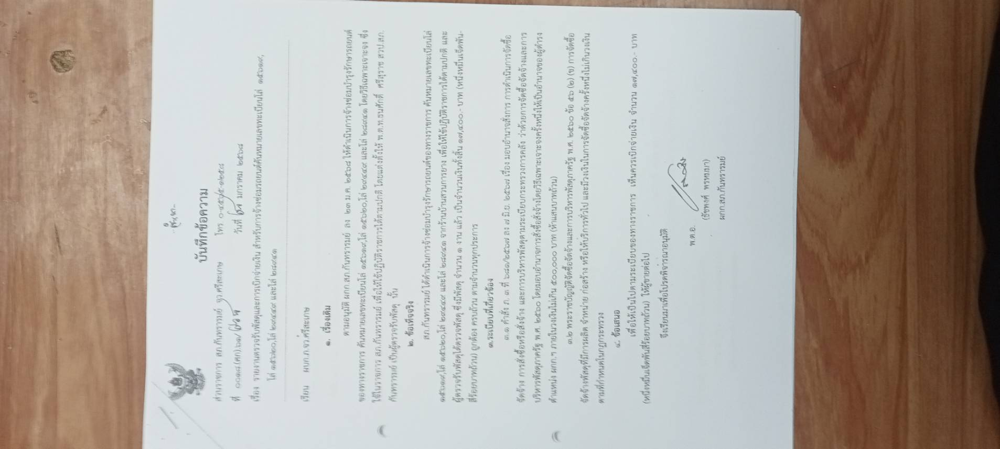 บันทึกข้อความ
ส่วนราชการ สภ.กันทรารมย์ จว.ศรีสะเกษ โทร ๐-๔๕๖๕-๑๒๕๘
ที่ ๐๐๑๘.(ศก).๖๑/ วันที่ มกราคม ๒๕๖๘
เรื่อง รายงานตรวจรับพัสดุและการเบิกจ่ายเงิน สำหรับการจ้างซ่อมรถยนต์คันหมายเลขทะเบียนโล่ ๑๕๖๑๙,
โล่ ๑๕๖๒๐,โล่ ๒๙๔๔๙ และโล่ ๒๘๙๔๑
เรียน ผบก.ภ.จว.ศรีสะเกษ
๑. เรื่องเดิม
ตามอนุมัติ ผกก.สภ.กันทรารมย์ ลง ๒๓ ม.ค. ๒๕๖๘ ให้ดำเนินการจ้างซ่อมบำรุงรักษารถยนต์
ของทางราชการ คันหมายเลขทะเบียนโล่ ๑๕๖๑๙,โล่ ๑๕๖๒๐,โล่ ๒๙๔๔๙ และโล่ ๒๘๙๔๑ โดยวิธีเฉพาะเจาะจง ซึ่ง
ใช้ในราชการ สภ.กันทรารมย์ เพื่อให้ใช้ปฏิบัติราชการได้ตามปกติ โดยแต่งตั้งให้ พ.ต.ท.ธนศักดิ์ ศรีสุราช สวป.สภ.
กันทรารมย์ เป็นผู้ตรวจรับพัสดุ นั้น
๒. ข้อเท็จจริง
สภ.กันทรารมย์ ได้ดำเนินการจ้างซ่อมบำรุงรักษารถยนต์ของทางราชการ คันหมายเลขทะเบียนโล่
๑๕๖๑๙,โล่ ๑๕๖๒๐,โล่ ๒๙๔๔๙ และโล่ ๒๘๙๔๑ จากร้านบ้านสวนการยาง เพื่อให้ใช้ปฏิบัติราชการได้ตามปกติ และ
ผู้ตรวจรับพัสดุได้ตรวจพัสดุ ซึ่งมีพัสดุ จำนวน ๑ งาน แล้ว เป็นจำนวนเงินทั้งสิ้น ๑๗,๔๐๐.- บาท (หนึ่งหมื่นเจ็ดพัน-
สี่ร้อยบาทถ้วน) ถูกต้อง ครบถ้วน ตามจำนวนทุกประการ
๓.ระเบียบที่เกี่ยวข้อง
๓.๑ คำสั่ง ภ.๓ ที่ ๖๘๑/๒๕๖๗ ลง ๗ มิ.ย. ๒๕๖๗ เรื่อง มอบอำนาจสั่งการ การดำเนินการจัดซื้อ
จัดจ้าง การสั่งซื้อหรือสั่งจ้าง และการบริหารพัสดุตามระเบียบกระทรวงการคลัง ว่าด้วยการจัดซื้อจัดจ้างและการ
บริหารพัสดุภาครัฐ พ.ศ. ๒๕๖๐ โดยมอบอำนาจการสั่งซื้อสั่งจ้างโดยวิธีเฉพาะเจาะจงครั้งหนึ่งให้เป็นอำนาจของผู้ดำรง
ตำแหน่ง ผกก.ฯ ภายในวงเงินไม่เกิน ๕๐๐,๐๐๐ บาท (ห้าแสนบาทถ้วน)
๓.๒ พระราชบัญญัติจัดซื้อจัดจ้างและการบริหารพัสดุภาครัฐ พ.ศ. ๒๕๖๐ ข้อ ๕๖ (๒) (ข) การจัดซื้อ
จัดจ้างพัสดุที่มีการผลิต จำหน่าย ก่อสร้าง หรือให้บริการทั่วไป และมีวงเงินในการจัดซื้อจัดจ้างครั้งหนึ่งไม่เกินวงเงิน
ตามที่กำหนดในกฎกระทรวง
๔. ข้อเสนอ
เพื่อให้เป็นไปตามระเบียบของทางราชการ เห็นควรเบิกจ่ายเงิน จำนวน ๑๗,๔๐๐.- บาท
(หนึ่งหมื่นเจ็ดพันสี่ร้อยบาทถ้วน) ให้ผู้ขายต่อไป
จึงเรียนมาเพื่อโปรดพิจารณาอนุมัติ
พ.ต.อ.
(ธัชพงศ์ พรหมมา)
ผกก.สภ.กันทรารมย์